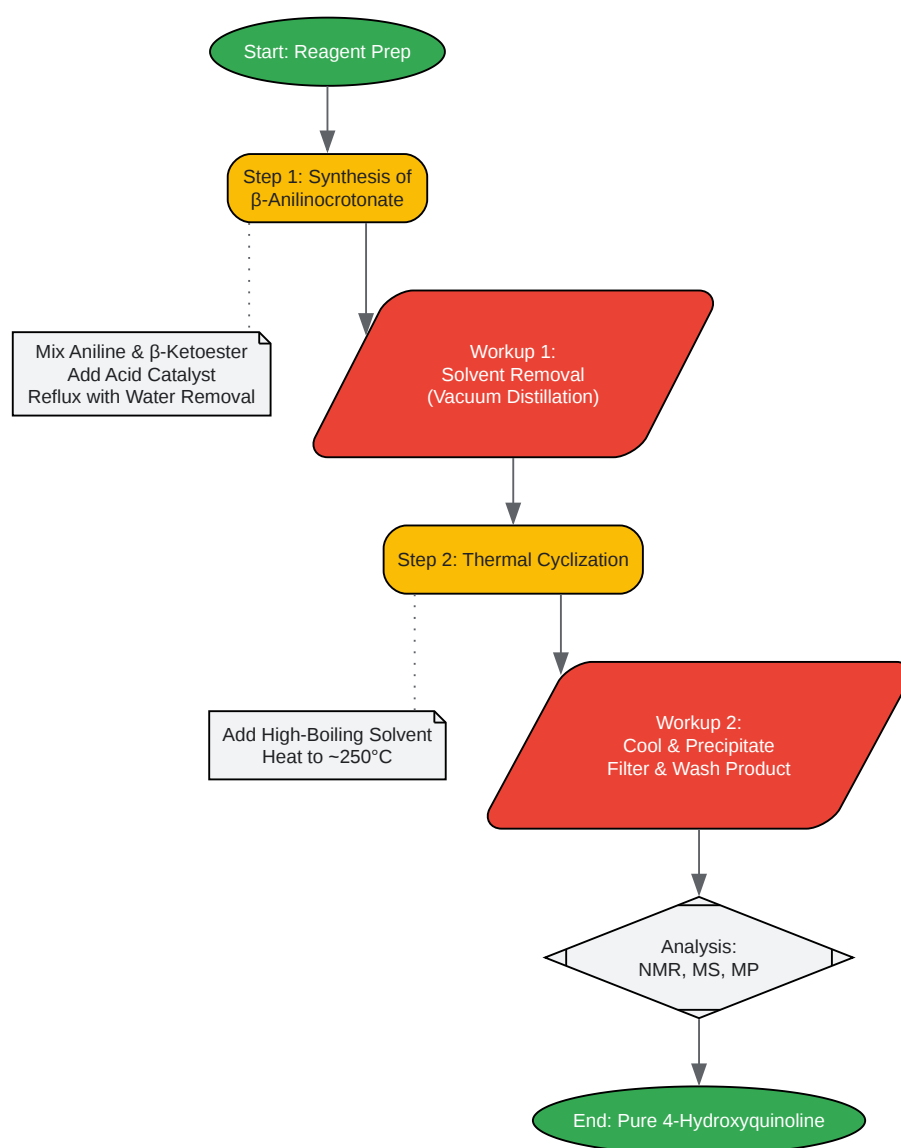 Start: Reagent Prep
Step 1: Synthesis of
β-Anilinocrotonate
Mix Aniline & β-Ketoester
Add Acid Catalyst
Reflux with Water Removal
Workup 1:
Solvent Removal
(Vacuum Distillation)
Step 2: Thermal Cyclization
Add High-Boiling Solvent
Heat to ~250°C
Workup 2:
Cool & Precipitate
Filter & Wash Product
Analysis:
NMR, MS, MP
End: Pure 4-Hydroxyquinoline